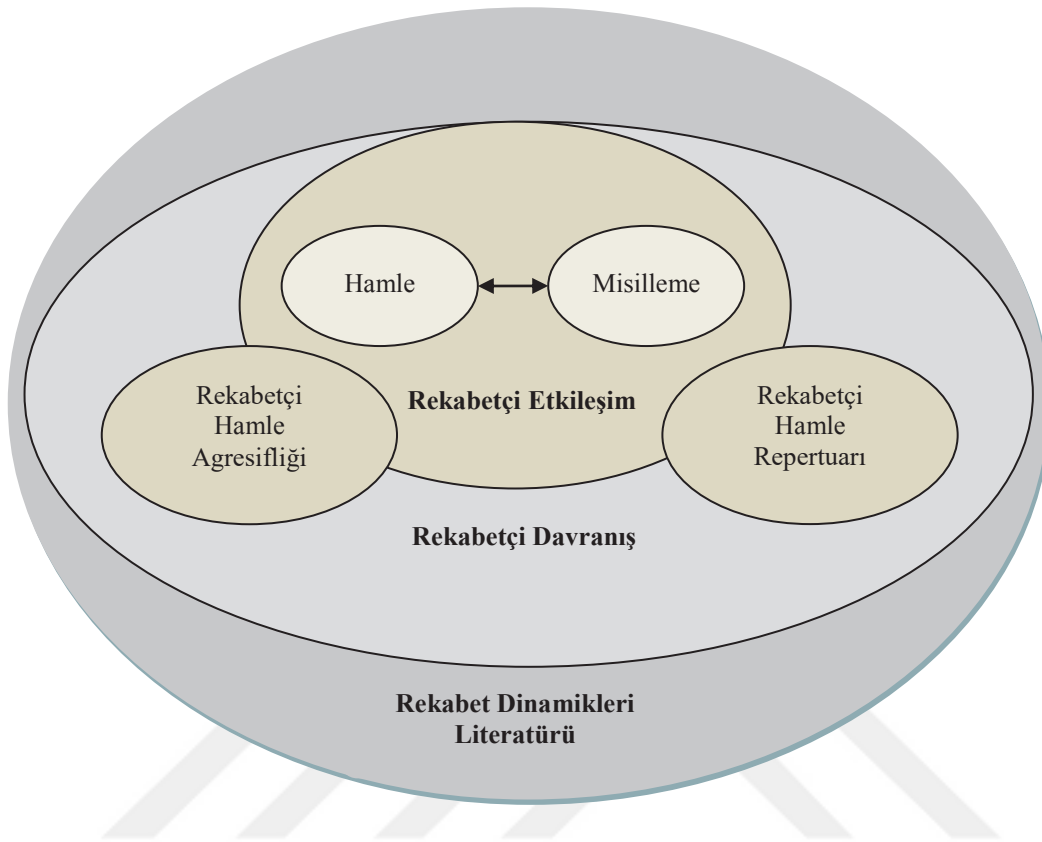 Hamle
Misilleme
Rekabetçi Etkileşim
Rekabetçi
Hamle
Agresifliği
Rekabetçi
Hamle
Repertuarı
Rekabetçi Davranış
Rekabet Dinamikleri
Literatürü